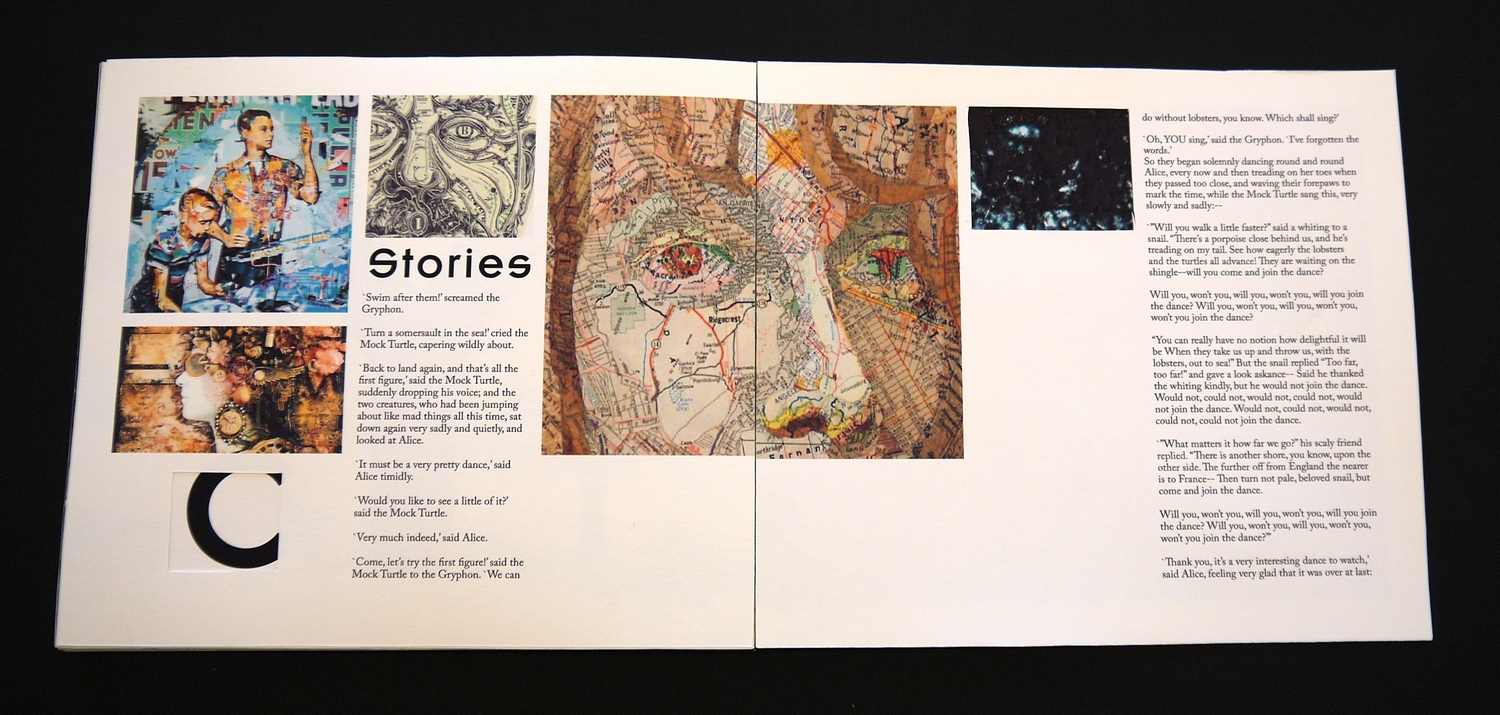 Stories
`Swim after them!' screamed the
Gryphon.
`Turn a somersault in the sea!' cried the
Mock Turtle, capering wildly about.
`Back to land again, and that's all the
first figure,' said the Mock Turtle,
suddenly dropping his voice; and the
two creatures, who had been jumping
about like mad things all this time, sat
down again very sadly and quietly, and
looked at Alice.
`It must be a very pretty dance,' said
Alice timidly.
`Would you like to see a little of it?'
said the Mock Turtle.
`Very much indeed,' said Alice.
`Come, let's try the first figure!' said the
Mock Turtle to the Gryphon. `We can
C
Ridgecrest
do without lobsters, you know. Which shall sing?'
`Oh, YOU sing,' said the Gryphon. `I've forgotten the
words.'
So they began solemnly dancing round and round
Alice, every now and then treading on her toes when
they passed too close, and waving their forepaws to
mark the time, while the Mock Turtle sang this, very
slowly and sadly:--
`"Will you walk a little faster?" said a whiting to a
snail. "There's a porpoise close behind us, and he's
treading on my tail. See how eagerly the lobsters
and the turtles all advance! They are waiting on the
shingle--will you come and join the dance?
Will you, won't you, will you, won't you, will you join
the dance? Will you, won't you, will you, won't you,
won't you join the dance?
"You can really have no notion how delightful it will
be When they take us up and throw us, with the
lobsters, out to sea!" But the snail replied "Too far,
too far!" and gave a look askance-- Said he thanked
the whiting kindly, but he would not join the dance.
Would not, could not, would not, could not, would
not join the dance. Would not, could not, would not,
could not, could not join the dance.
`"What matters it how far we go?" his scaly friend
replied. "There is another shore, you know, upon the
other side. The further off from England the nearer
is to France-- Then turn not pale, beloved snail, but
come and join the dance.
Will you, won't you, will you, won't you, will you join
the dance? Will you, won't you, will you, won't you,
won't you join the dance?"'
`Thank you, it's a very interesting dance to watch,'
said Alice, feeling very glad that it was over at last: